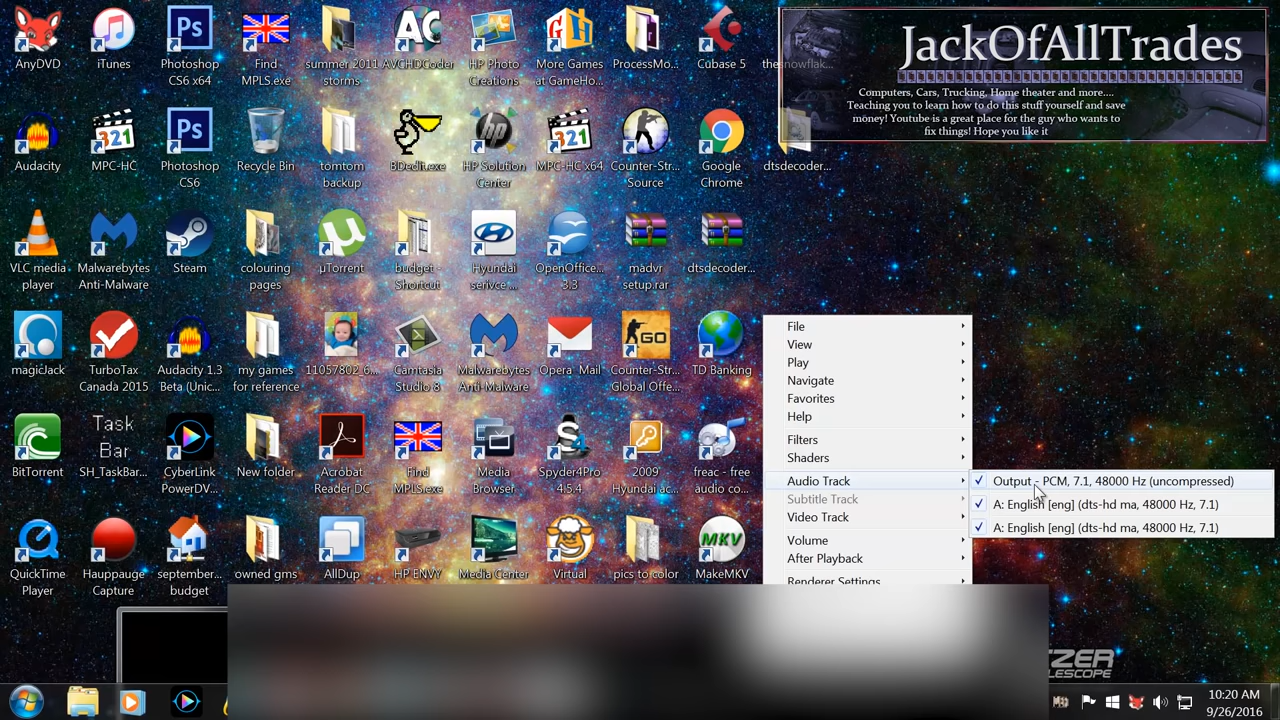 AnyDVD
iTunes
Photoshop
CS6 x64
Find
MPLS.exe
summer 2011
storms
AVCHDCoder
HP Photo
Creations
More Games
at GameHo...
ProcessMo...
Cubase 5
thesnowflak...
JackOfAllTrades
Computers, Cars, Trucking, Home theater and more....
Teaching you to learn how to do this stuff yourself and save
money! Youtube is a great place for the guy who wants to
fix things! Hope you like it
Audacity
MPC-HC
Photoshop
CS6
Recycle Bin
tomtom
backup
BDedit.exe
HP Solution
Center
MPC-HC x64
Counter-Str...
Source
Google
Chrome
dtsdecoder...
VLC media
player
Malwarebytes
Anti-Malware
Steam
colouring
pages
µTorrent
budget -
Shortcut
Hyundai
serivce ...
OpenOffice...
3.3
madvr
setup.rar
dtsdecoder...
magicJack
TurboTax
Canada 2015
Audacity 1.3
Beta (Unic...
my games
for reference
11057802_6...
Camtasia
Studio 8
Malwarebytes
Anti-Malware
Opera Mail
Counter-Str...
Global Offe...
TD Banking
BitTorrent
Task
Bar
SH_TaskBar...
CyberLink
PowerDV...
New folder
Acrobat
Reader DC
Find
MPLS.exe
Media
Browser
Spyder4Pro
4.5.4
2009
Hyundai ac...
freac - free
audio co...
QuickTime
Player
Hauppauge
Capture
september...
budget
owned gms
AllDup
HP ENVY
Media Center
Virtual
pics to color
MakeMKV
File
View
Play
Navigate
Favorites
Help
Filters
Shaders
Audio Track
Subtitle Track
Video Track
Volume
After Playback
Renderer Settings
Output - PCM, 7.1, 48000 Hz (uncompressed)
A: English [eng] (dts-hd ma, 48000 Hz, 7.1)
A: English [eng] (dts-hd ma, 48000 Hz, 7.1)
10:20 AM
9/26/2016